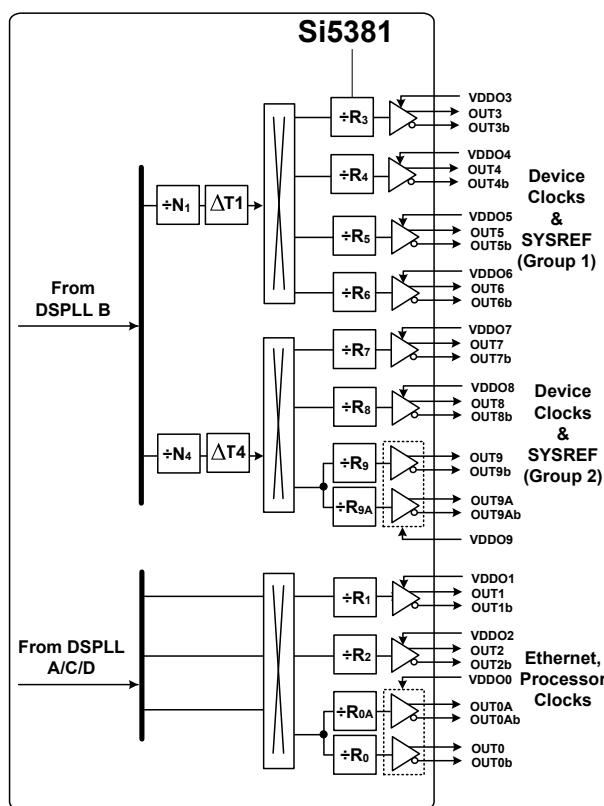 Si5381
÷R3
VDDO3
OUT3
OUT3b
÷R4
VDDO4
OUT4
OUT4b
÷N1
ΔT1
÷R5
VDDO5
OUT5
OUT5b
÷R6
VDDO6
OUT6
OUT6b
Device
Clocks
&
SYSREF
(Group 1)
From
DSPLL B
÷R7
VDDO7
OUT7
OUT7b
÷R8
VDDO8
OUT8
OUT8b
÷N4
ΔT4
÷R9
OUT9
OUT9b
÷R9A
OUT9A
OUT9Ab
VDDO9
Device
Clocks
&
SYSREF
(Group 2)
From DSPLL
A/C/D
÷R1
VDDO1
OUT1
OUT1b
÷R2
VDDO2
OUT2
OUT2b
VDDO0
÷R0A
OUT0A
OUT0Ab
÷R0
OUT0
OUT0b
Ethernet,
Processor
Clocks